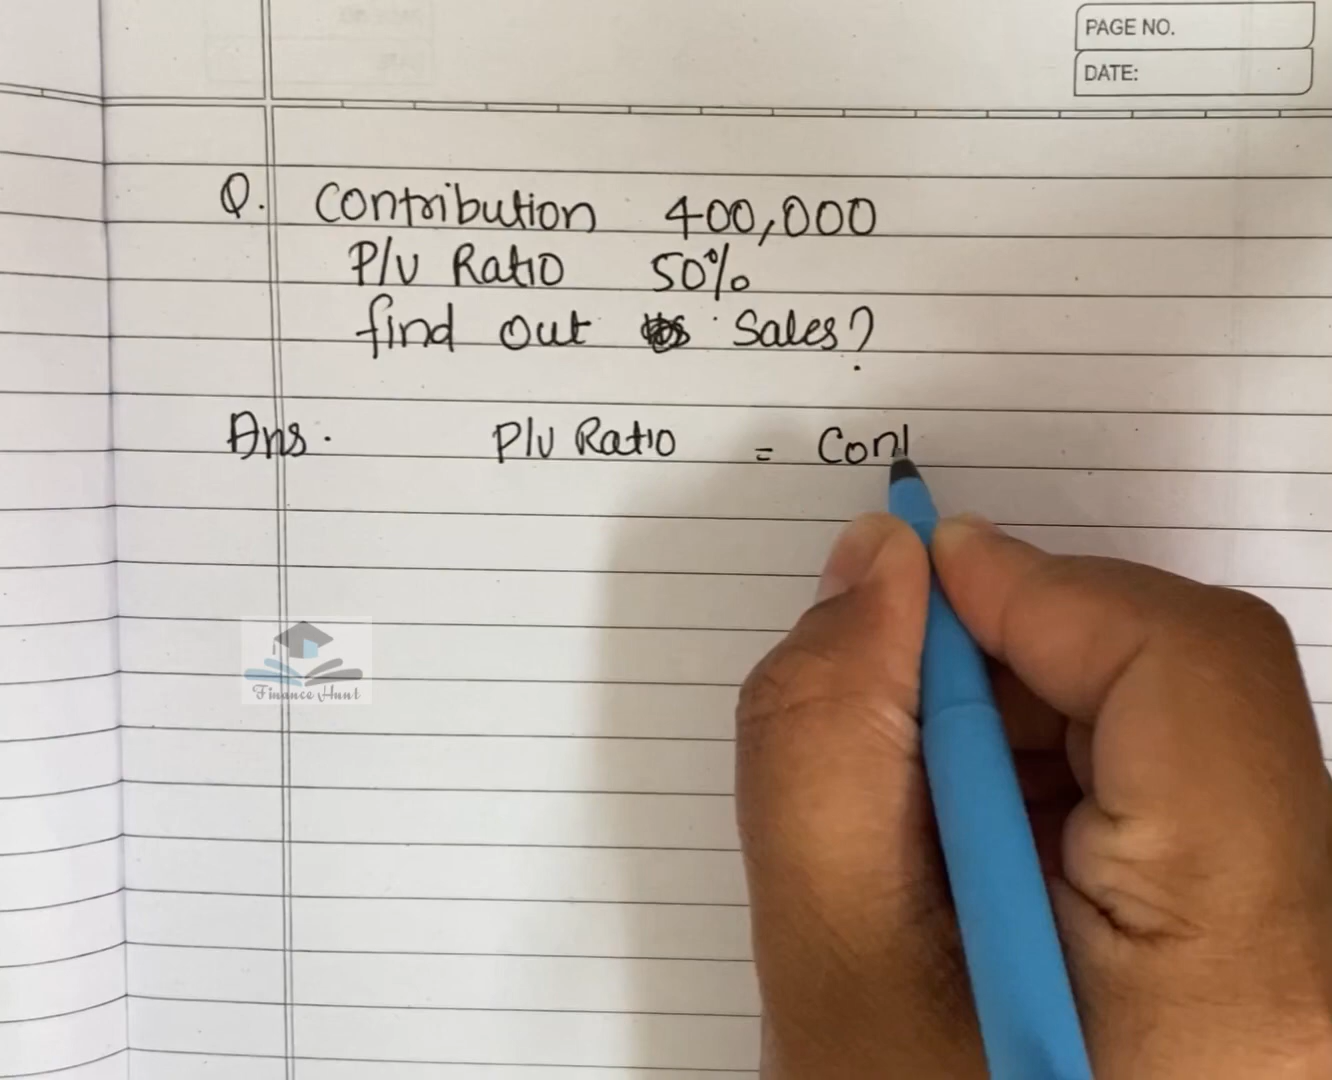 PAGE NO.
DATE:
Q. Contribution 400,000
P/V Ratio 50%
find out Sales?
Ans. P/V Ratio = Con
Finance Hunt